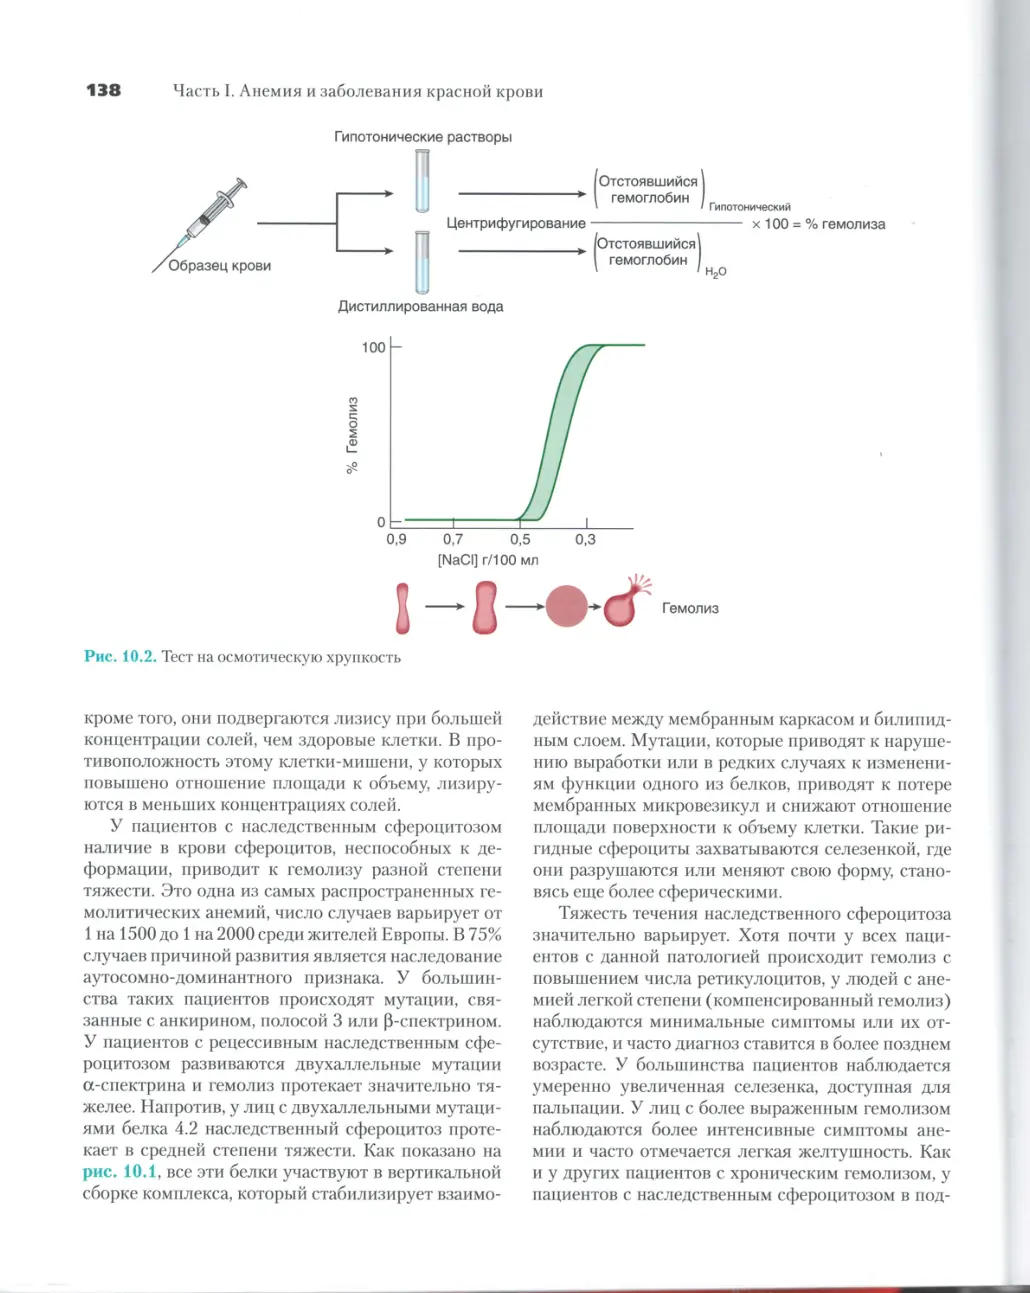 138 Часть I. Анемия и заболевания красной крови
Гипотонические растворы
Образец крови
Дистиллированная вода
Центрифугирование
Отстоявшийся
гемоглобин
Гипотонический
× 100 = % гемолиза
Отстоявшийся
гемоглобин
H₂O
% Гемолиз
100
0
0,9 0,7 0,5 0,3
[NaCl] г/100 мл
Гемолиз
Рис. 10.2. Тест на осмотическую хрупкость
кроме того, они подвергаются лизису при большей
концентрации солей, чем здоровые клетки. В про-
тивоположность этому клетки-мишени, у которых
повышено отношение площади к объему, лизиру-
ются в меньших концентрациях солей.
У пациентов с наследственным сфероцитозом
наличие в крови сфероцитов, неспособных к де-
формации, приводит к гемолизу разной степени
тяжести. Это одна из самых распространенных ге-
молитических анемий, число случаев варьирует от
1 на 1500 до 1 на 2000 среди жителей Европы. В 75%
случаев причиной развития является наследование
аутосомно-доминантного признака. У большин-
ства таких пациентов происходят мутации, свя-
занные с анкирином, полосой 3 или β-спектрином.
У пациентов с рецессивным наследственным сфе-
роцитозом развиваются двухаллельные мутации
α-спектрина и гемолиз протекает значительно тя-
желее. Напротив, у лиц с двухаллельными мутаци-
ями белка 4.2 наследственный сфероцитоз проте-
кает в средней степени тяжести. Как показано на
рис. 10.1, все эти белки участвуют в вертикальной
сборке комплекса, который стабилизирует взаимо-
действие между мембранным каркасом и билипид-
ным слоем. Мутации, которые приводят к наруше-
нию выработки или в редких случаях к изменени-
ям функции одного из белков, приводят к потере
мембранных микровезикул и снижают отношение
площади поверхности к объему клетки. Такие ри-
гидные сфероциты захватываются селезенкой, где
они разрушаются или меняют свою форму, стано-
вясь еще более сферическими.
Тяжесть течения наследственного сфероцитоза
значительно варьирует. Хотя почти у всех паци-
ентов с данной патологией происходит гемолиз с
повышением числа ретикулоцитов, у людей с ане-
мией легкой степени (компенсированный гемолиз)
наблюдаются минимальные симптомы или их от-
сутствие, и часто диагноз ставится в более позднем
возрасте. У большинства пациентов наблюдается
умеренно увеличенная селезенка, доступная для
пальпации. У лиц с более выраженным гемолизом
наблюдаются более интенсивные симптомы ане-
мии и часто отмечается легкая желтушность. Как
и у других пациентов с хроническим гемолизом, у
пациентов с наследственным сфероцитозом в под-